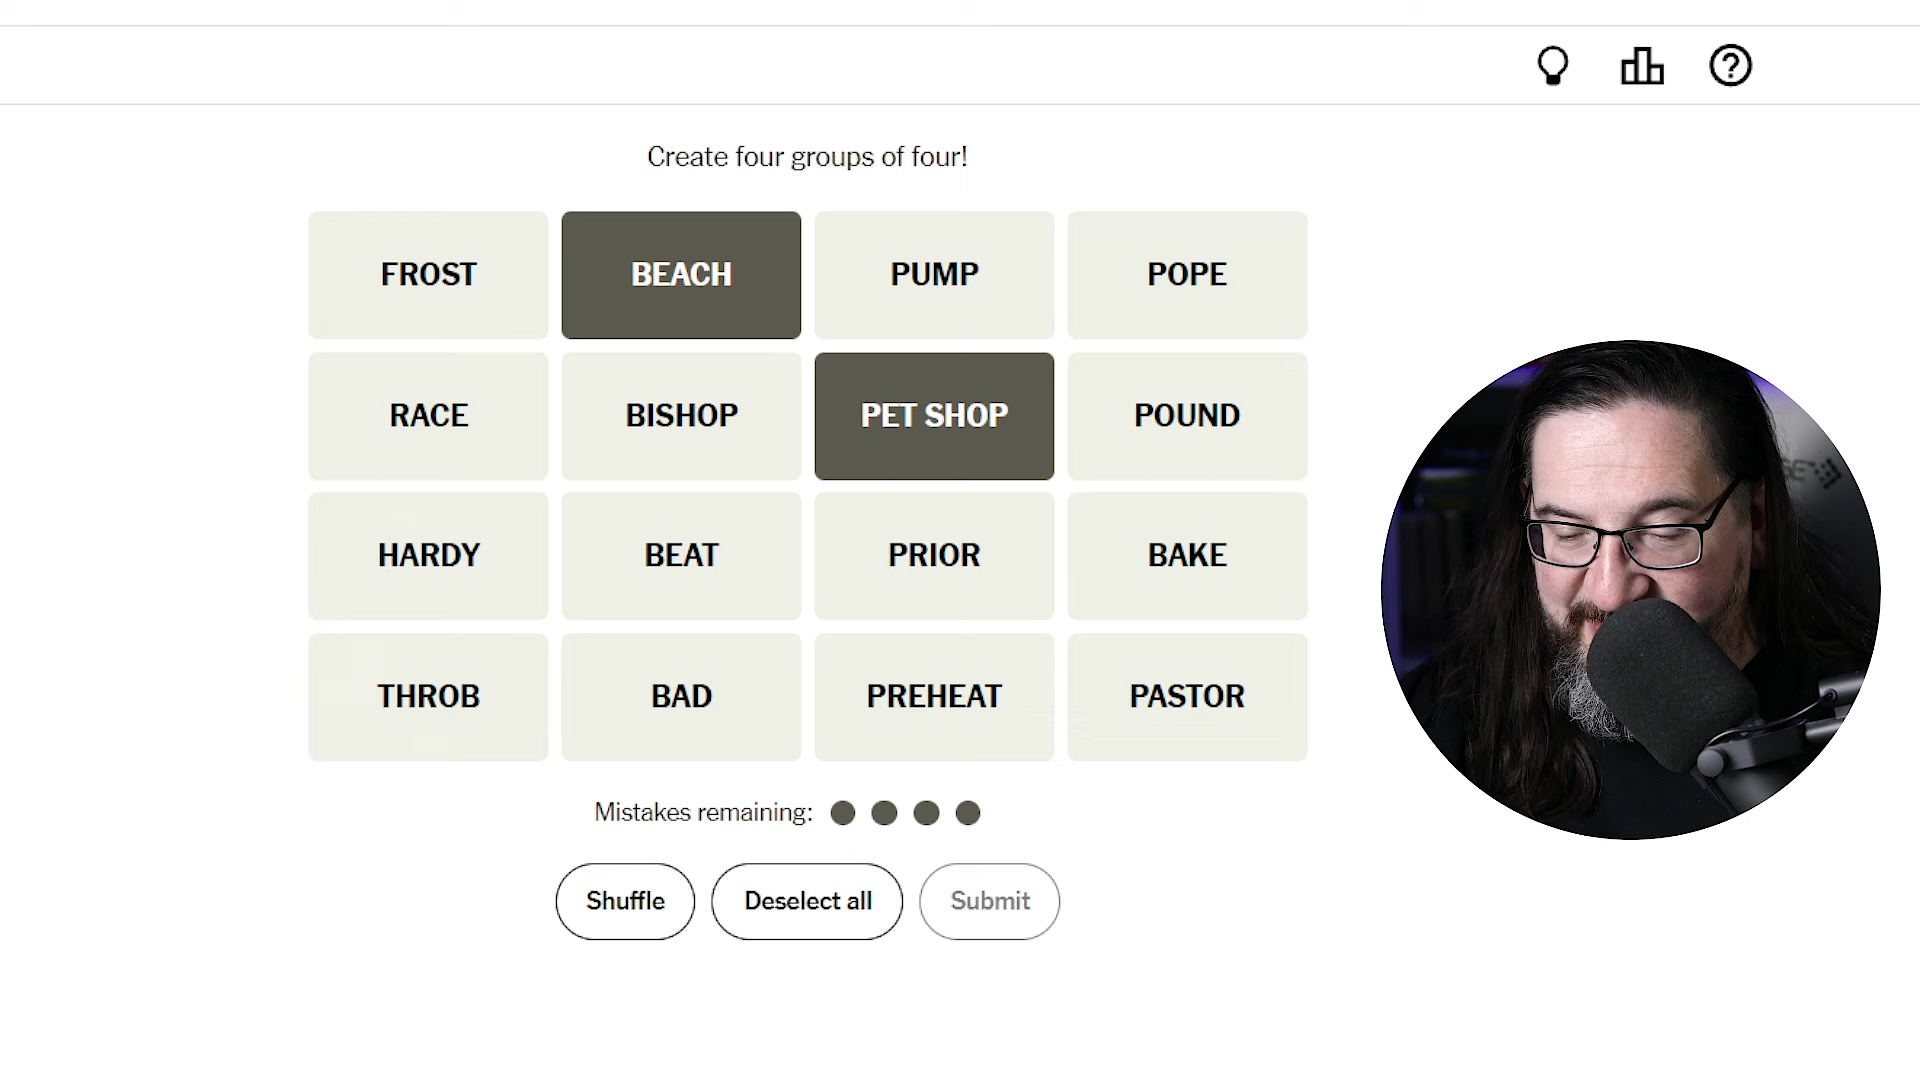 Create four groups of four!
FROST BEACH PUMP POPE
RACE BISHOP PET SHOP POUND
HARDY BEAT PRIOR BAKE
THROB BAD PREHEAT PASTOR
Mistakes remaining:
Shuffle Deselect all Submit